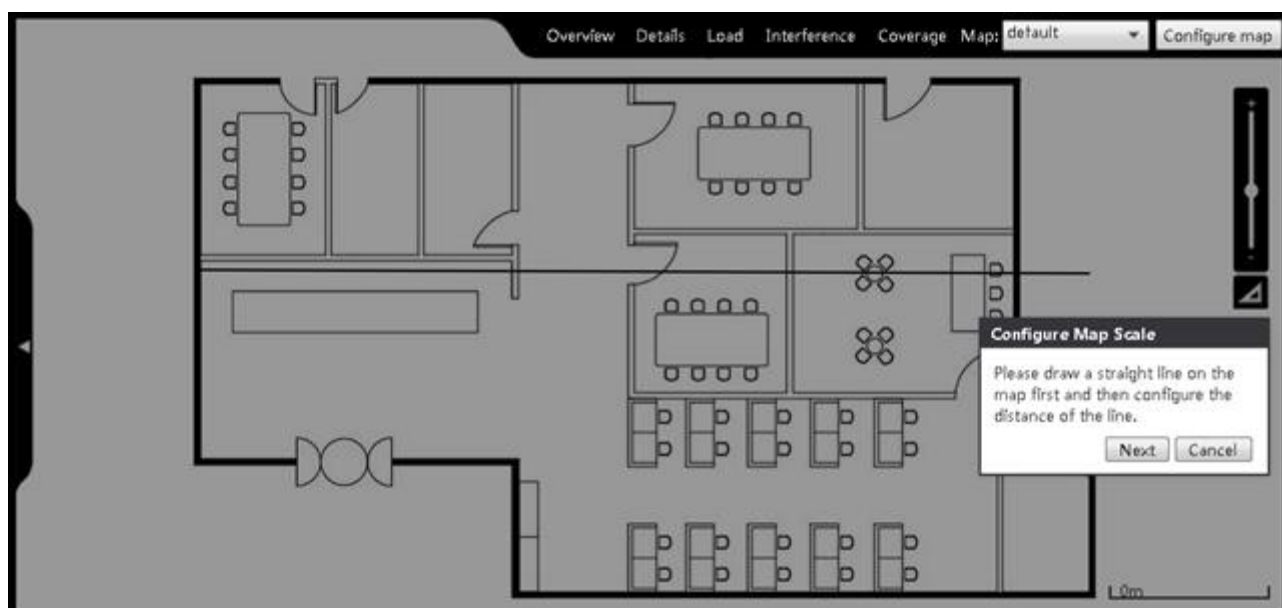 Overview Details Load Interference Coverage Map: default Configure map
+
-
Configure Map Scale
Please draw a straight line on the
map first and then configure the
distance of the line.
Next Cancel
0m